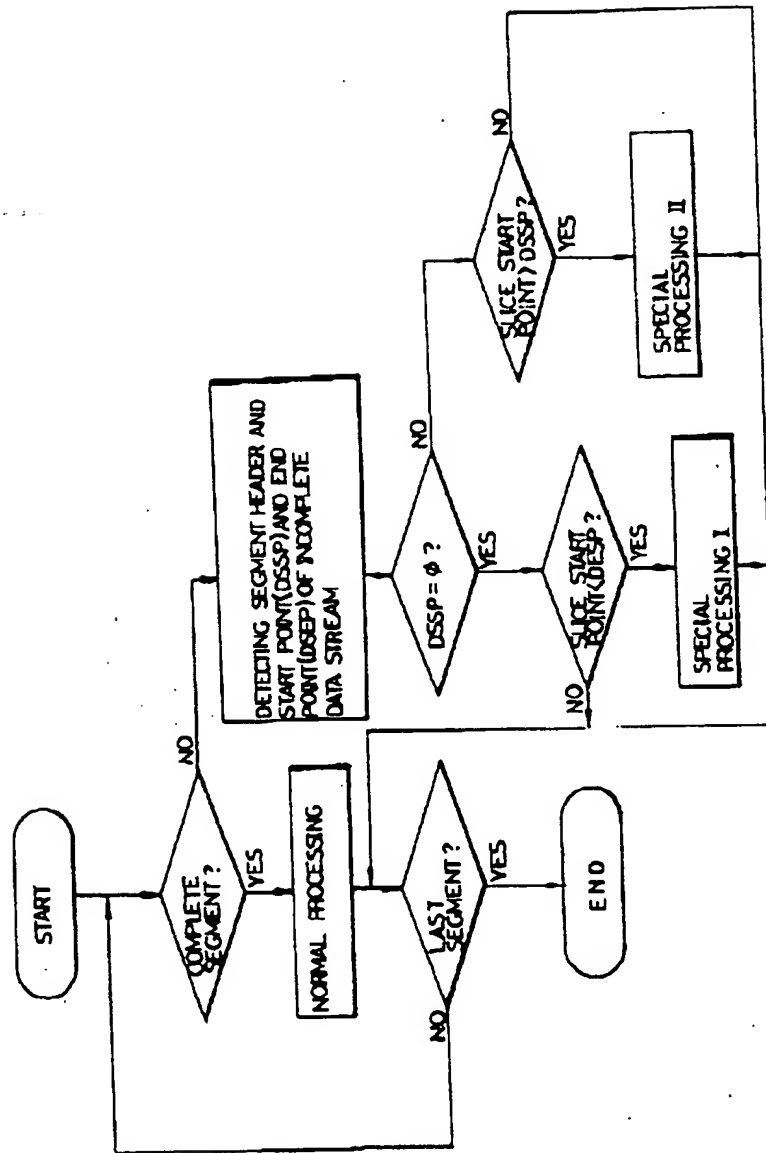 START
COMPLETE
SEGMENT?
NO
YES
NORMAL PROCESSING
LAST
SEGMENT?
NO
YES
END
DETECTING SEGMENT HEADER AND
START POINT(DSSP) AND END
POINT(DSEP) OF INCOMPLETE
DATA STREAM
DSSP = φ ?
NO
YES
SLICE START
POINT<DESP?
NO
YES
SPECIAL
PROCESSING I
SLICE START
POINT) DSSP?
NO
YES
SPECIAL
PROCESSING II